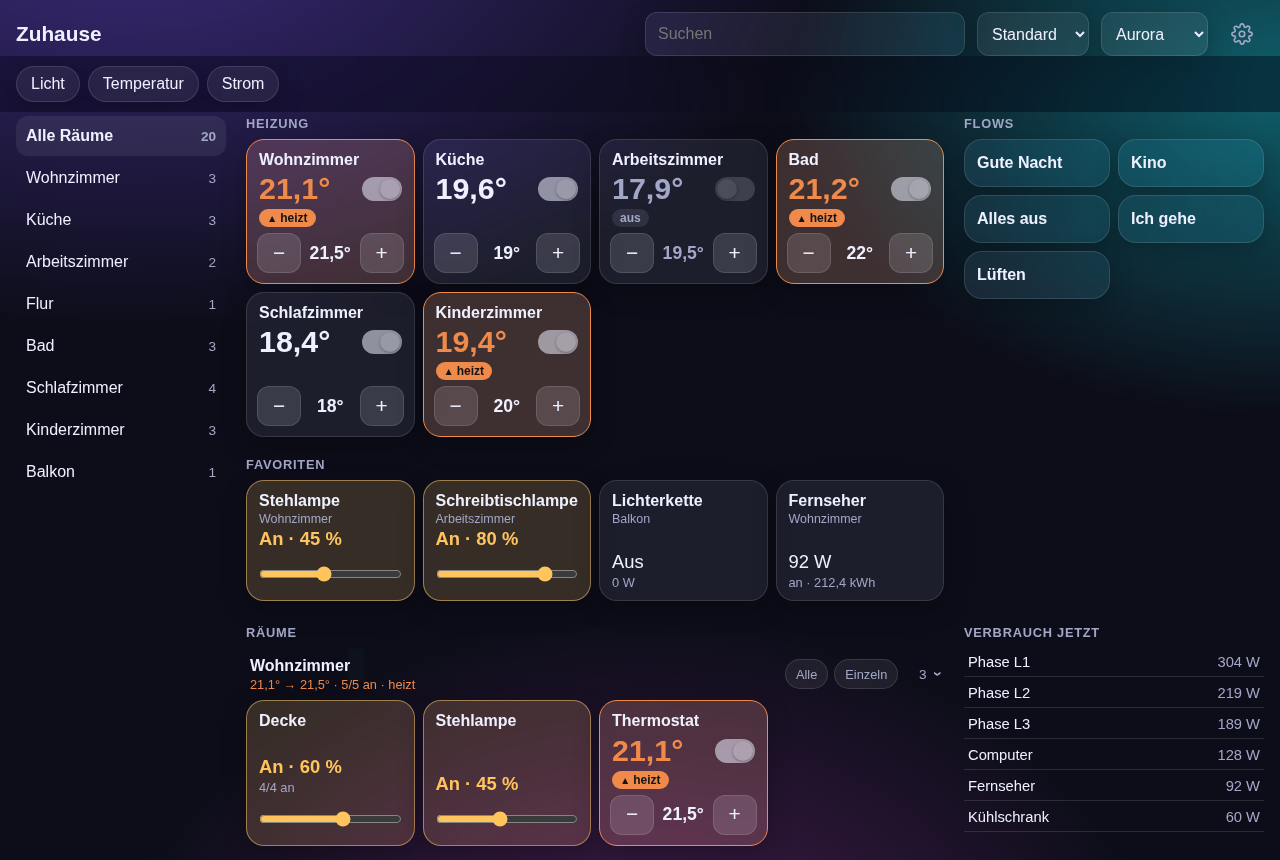 Zuhause
Suchen
Standard
Aurora
Licht
Temperatur
Strom
Alle Räume 20
Wohnzimmer 3
Küche 3
Arbeitszimmer 2
Flur 1
Bad 3
Schlafzimmer 4
Kinderzimmer 3
Balkon 1
HEIZUNG
Wohnzimmer
21,1°
▲ heizt
− 21,5° +
Küche
19,6°
− 19° +
Arbeitszimmer
17,9°
aus
− 19,5° +
Bad
21,2°
▲ heizt
− 22° +
Schlafzimmer
18,4°
− 18° +
Kinderzimmer
19,4°
▲ heizt
− 20° +
FLOWS
Gute Nacht
Kino
Alles aus
Ich gehe
Lüften
FAVORITEN
Stehlampe
Wohnzimmer
An · 45 %
Schreibtischlampe
Arbeitszimmer
An · 80 %
Lichterkette
Balkon
Aus
0 W
Fernseher
Wohnzimmer
92 W
an · 212,4 kWh
RÄUME
Wohnzimmer
21,1° → 21,5° · 5/5 an · heizt
Alle
Einzeln
3
Decke
An · 60 %
4/4 an
Stehlampe
An · 45 %
Thermostat
21,1°
▲ heizt
− 21,5° +
VERBRAUCH JETZT
Phase L1 304 W
Phase L2 219 W
Phase L3 189 W
Computer 128 W
Fernseher 92 W
Kühlschrank 60 W